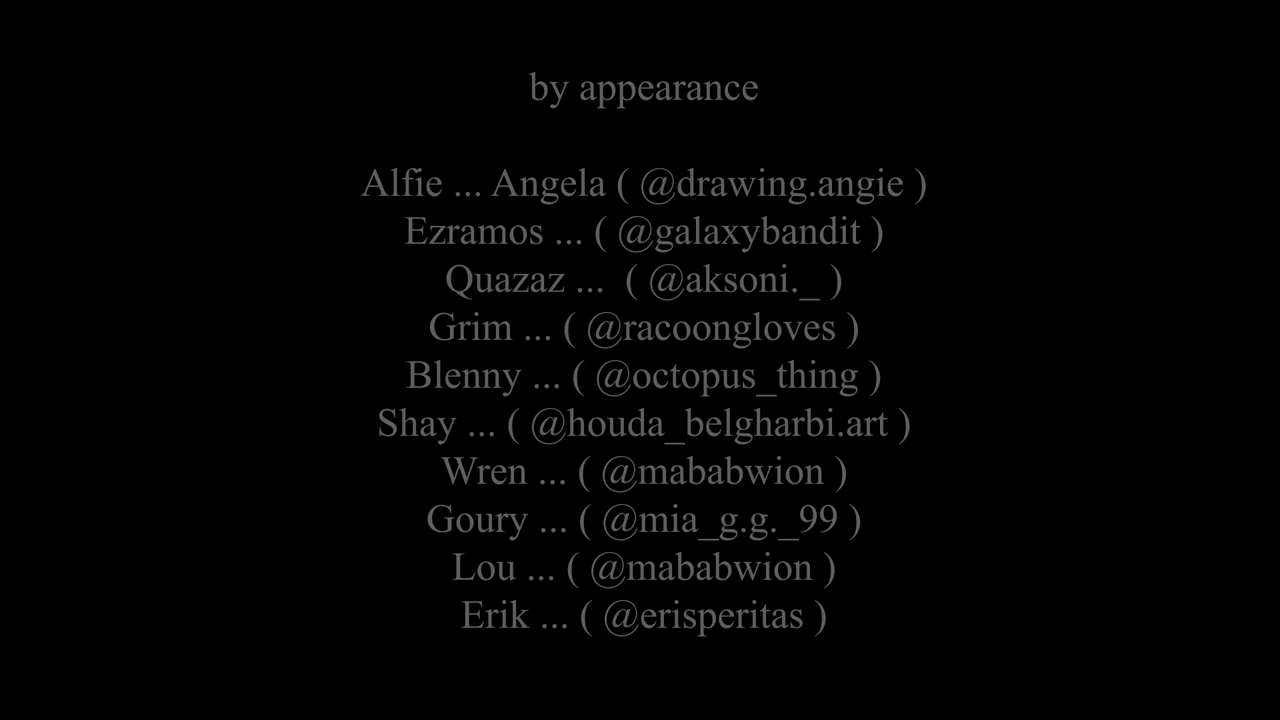 by appearance
Alfie ... Angela ( @drawing.angie )
Ezramos ... ( @galaxybandit )
Quazaz ...  ( @aksoni._ )
Grim ... ( @racoongloves )
Blenny ... ( @octopus_thing )
Shay ... ( @houda_belgharbi.art )
Wren ... ( @mababwion )
Goury ... ( @mia_g.g._99 )
Lou ... ( @mababwion )
Erik ... ( @erisperitas )